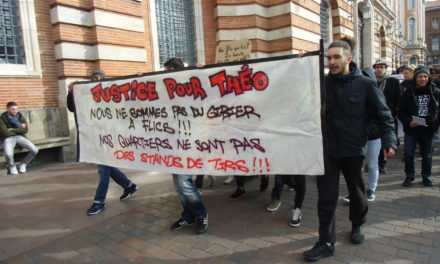 JUSTICE POUR THÉO
NOUS NE SOMMES PAS DU GIBIER
A FLICS !!!
NOS QUARTIERS NE SONT PAS
DES STANDS DE TIRS !!!